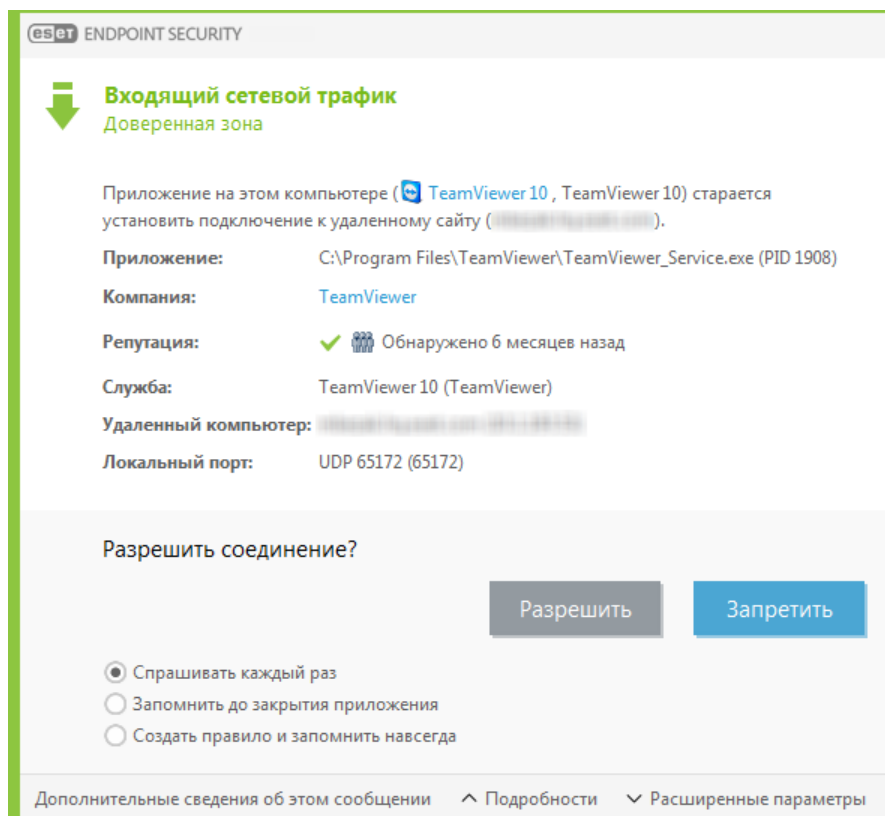 eset ENDPOINT SECURITY
Входящий сетевой трафик
Доверенная зона
Приложение на этом компьютере ( TeamViewer 10 , TeamViewer 10) старается
установить подключение к удаленному сайту ( ).
Приложение: C:\Program Files\TeamViewer\TeamViewer_Service.exe (PID 1908)
Компания: TeamViewer
Репутация: Обнаружено 6 месяцев назад
Служба: TeamViewer 10 (TeamViewer)
Удаленный компьютер:
Локальный порт: UDP 65172 (65172)
Разрешить соединение?
Разрешить Запретить
Спрашивать каждый раз
Запомнить до закрытия приложения
Создать правило и запомнить навсегда
Дополнительные сведения об этом сообщении Подробности Расширенные параметры